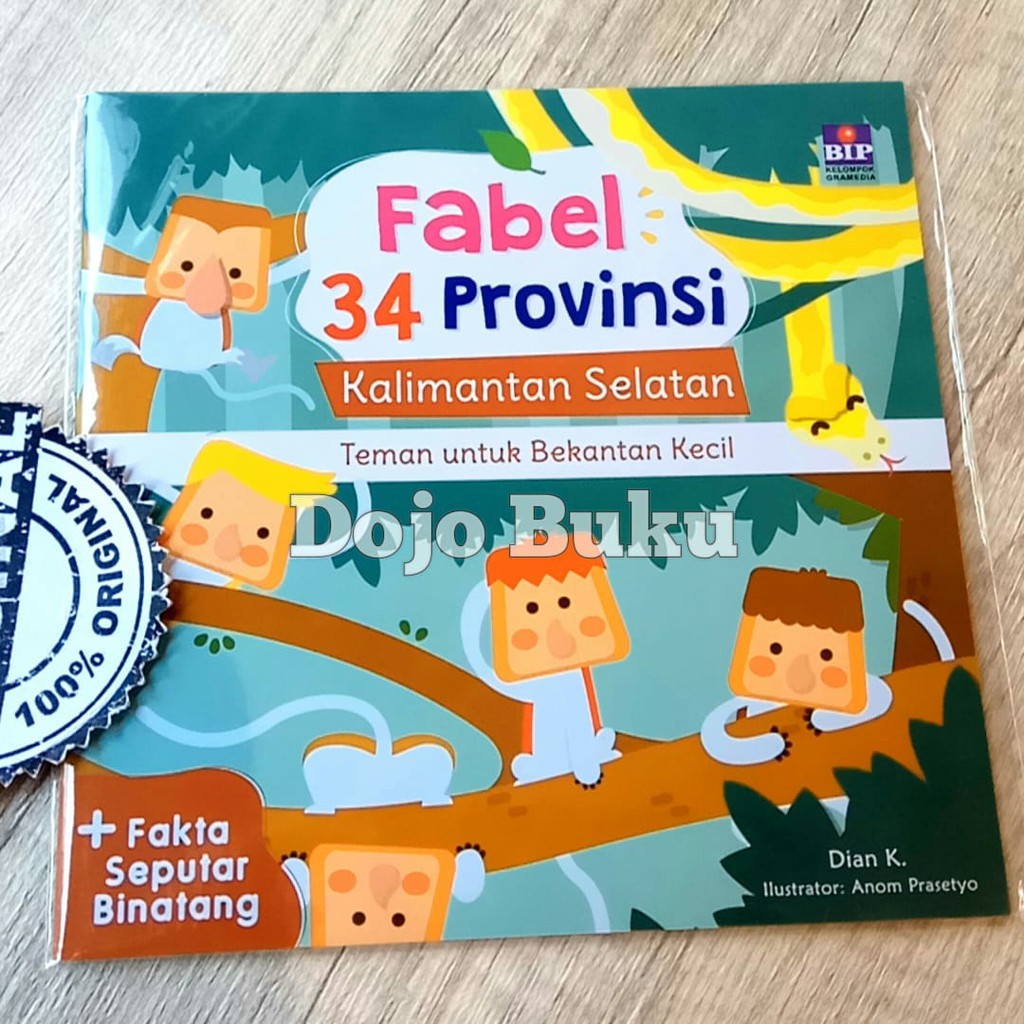 BIP
KELOMPOK
GRAMEDIA
Fabel
34 Provinsi
Kalimantan Selatan
Teman untuk Bekantan Kecil
Dojo Buku
100% ORIGINAL
+ Fakta
Seputar
Binatang
Dian K.
Ilustrator: Anom Prasetyo